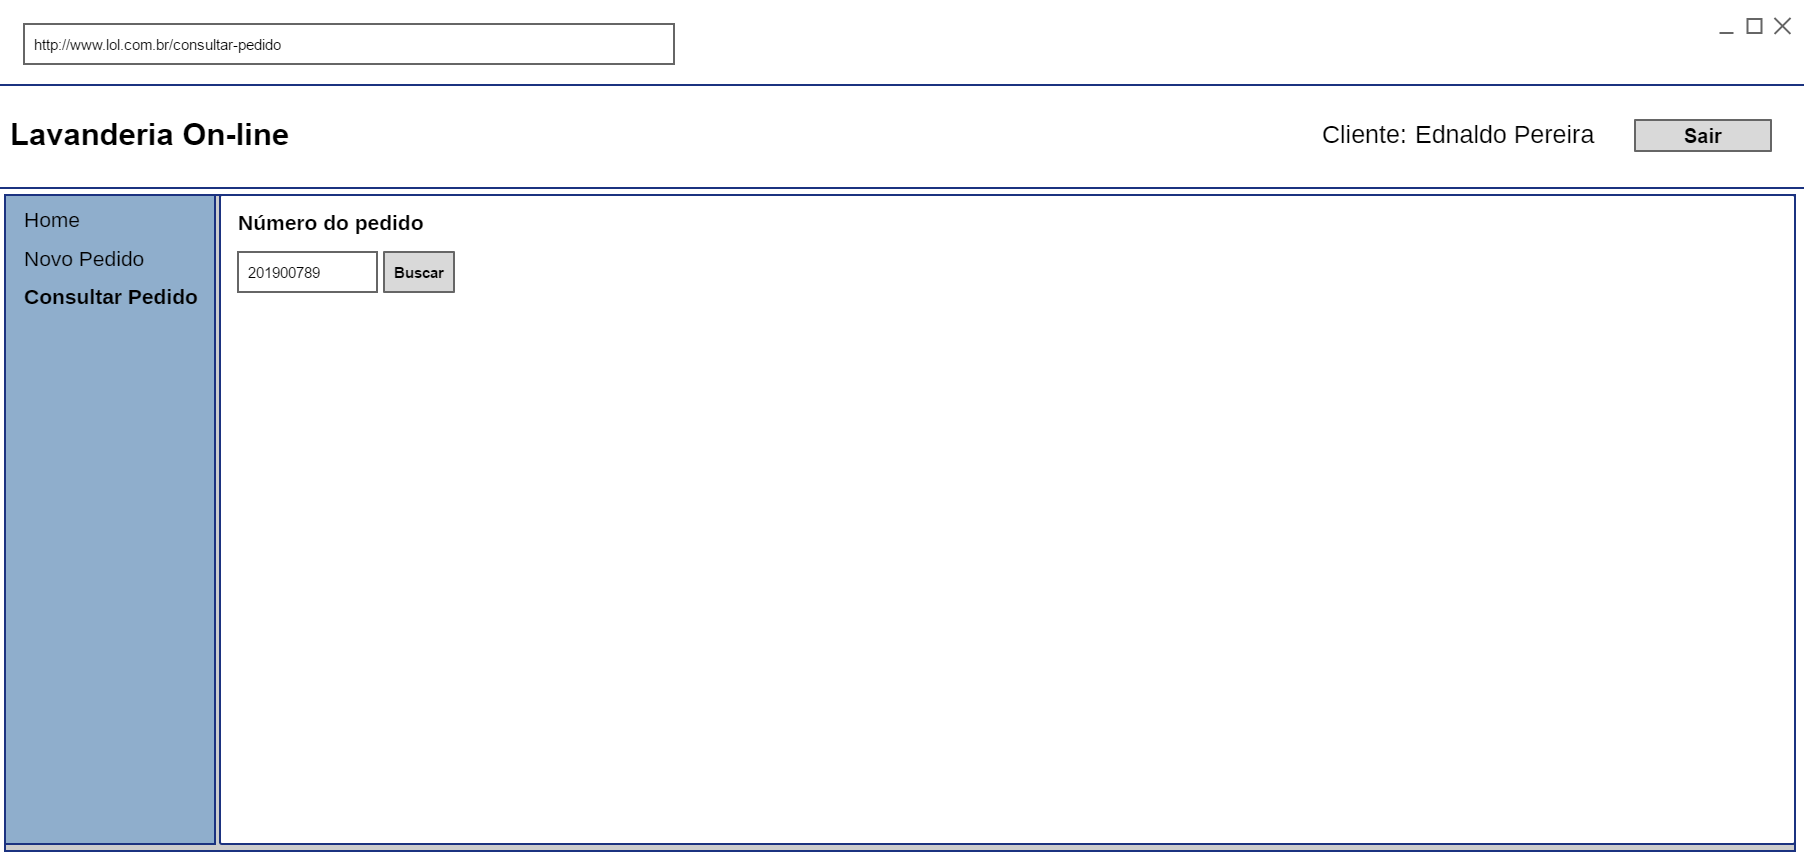 http://www.lol.com.br/consultar-pedido
Lavanderia On-line
Cliente: Ednaldo Pereira
Sair
Home
Novo Pedido
Consultar Pedido
Número do pedido
201900789
Buscar